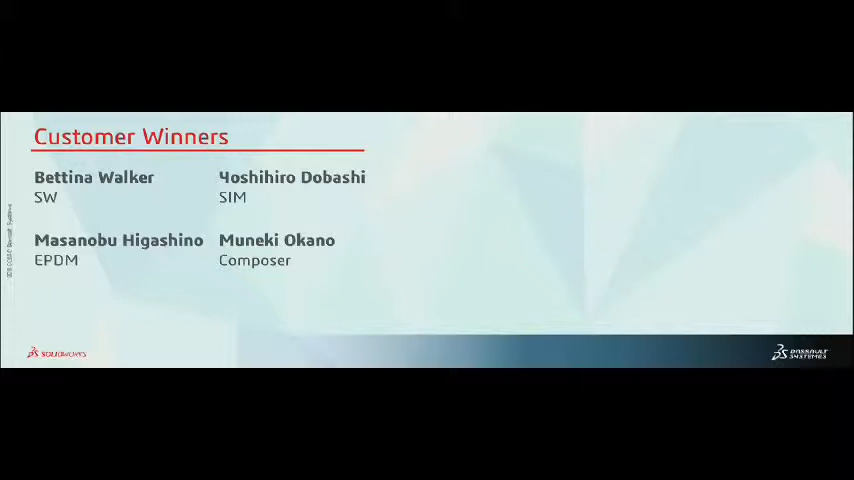 Customer Winners
Bettina Walker
SW
Yoshihiro Dobashi
SIM
Masanobu Higashino
EPDM
Muneki Okano
Composer
SOLIDWORKS
DASSAULT
SYSTEMES